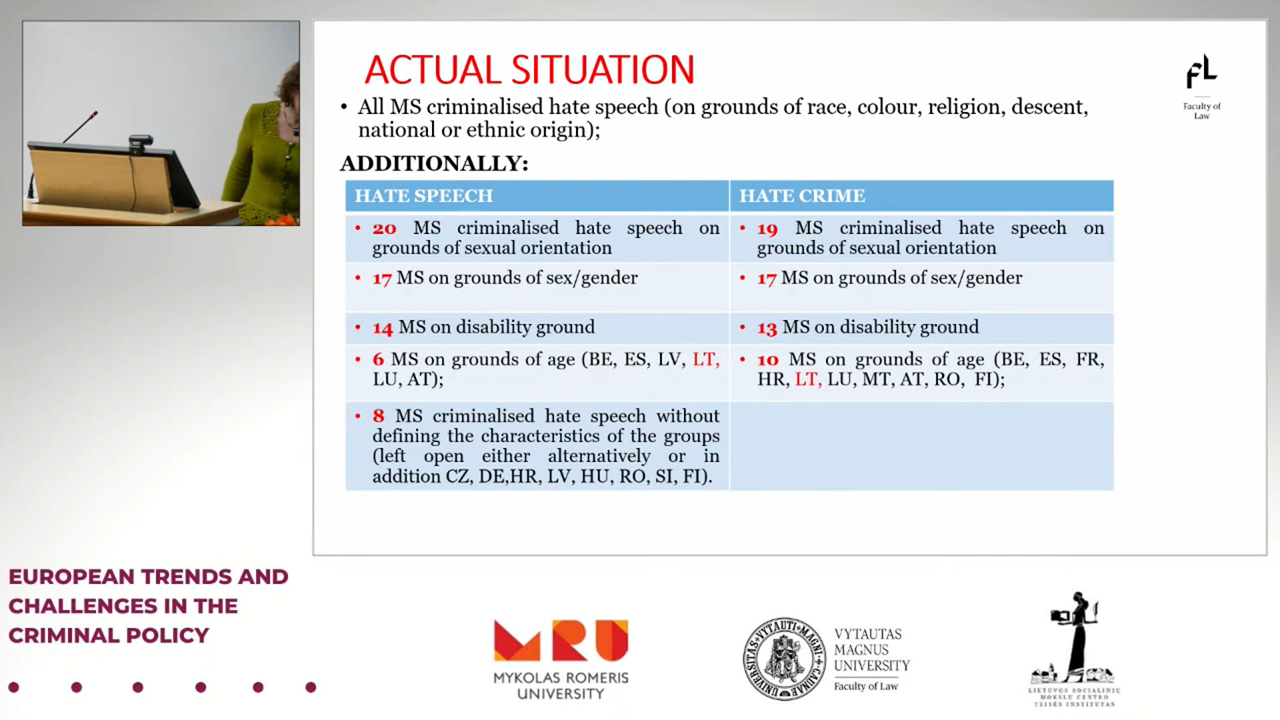 ACTUAL SITUATION
• All MS criminalised hate speech (on grounds of race, colour, religion, descent,
national or ethnic origin);
ADDITIONALLY:
HATE SPEECH
• 20 MS criminalised hate speech on
grounds of sexual orientation
• 17 MS on grounds of sex/gender
• 14 MS on disability ground
• 6 MS on grounds of age (BE, ES, LV, LT,
LU, AT);
• 8 MS criminalised hate speech without
defining the characteristics of the groups
(left open either alternatively or in
addition CZ, DE,HR, LV, HU, RO, SI, FI).
HATE CRIME
• 19 MS criminalised hate speech on
grounds of sexual orientation
• 17 MS on grounds of sex/gender
• 13 MS on disability ground
• 10 MS on grounds of age (BE, ES, FR,
HR, LT, LU, MT, AT, RO, FI);
FL
Faculty of
Law
EUROPEAN TRENDS AND
CHALLENGES IN THE
CRIMINAL POLICY
MRU
MYKOLAS ROMERIS
UNIVERSITY
VYTAUTAS
MAGNUS
UNIVERSITY
Faculty of Law
LIETUVOS SOCIALINIŲ
MOKSLŲ CENTRO
TEISĖS INSTITUTAS